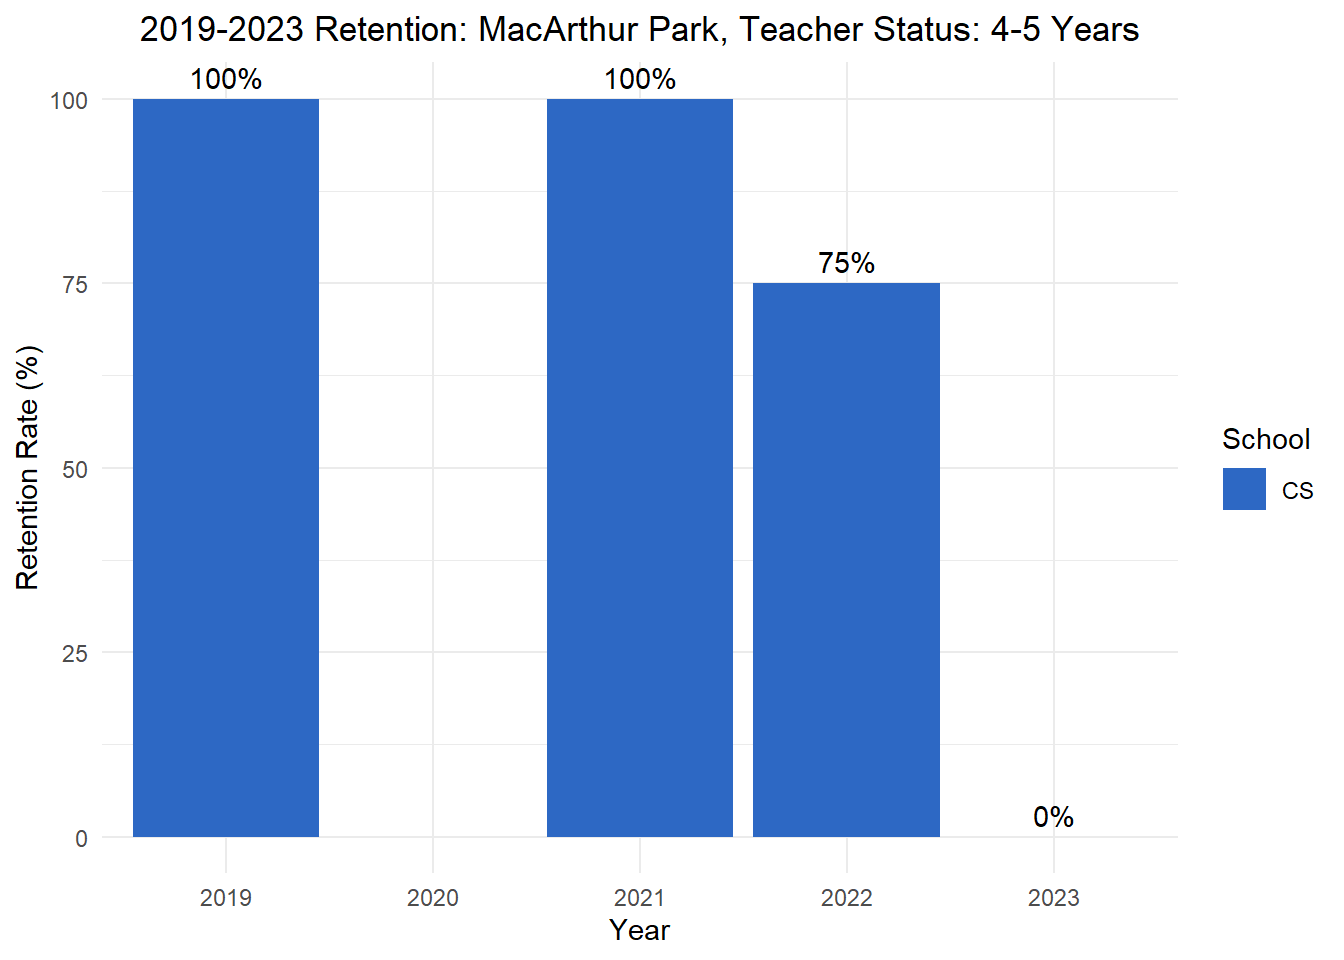 2019-2023 Retention: MacArthur Park, Teacher Status: 4-5 Years
100%
100%
75%
0%
100
75
50
25
0
Retention Rate (%)
2019
2020
2021
2022
2023
Year
School
CS